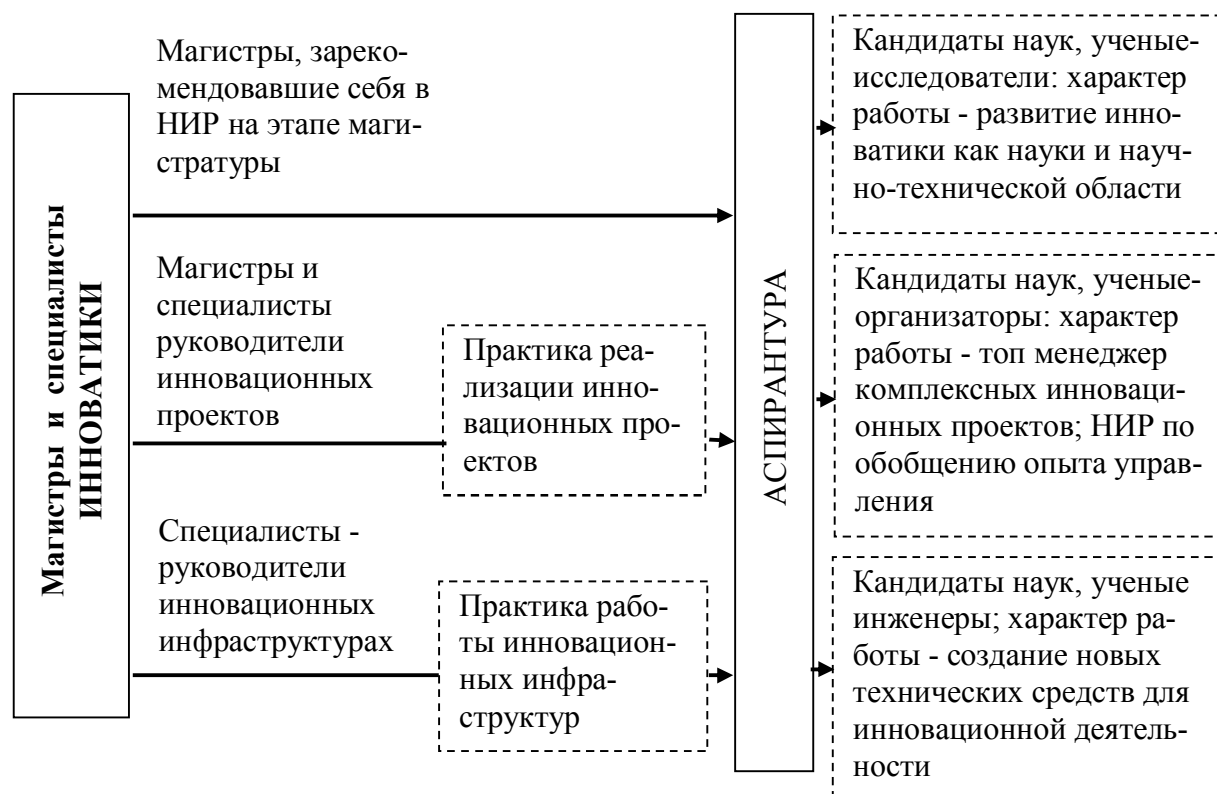 Магистры и специалисты
ИННОВАТИКИ
Магистры, зареко-
мендовавшие себя в
НИР на этапе маги-
стратуры
Магистры и
специалисты
руководители
инновационных
проектов
Практика реа-
лизации инно-
вационных про-
ектов
Специалисты -
руководители
инновационных
инфраструктурах
Практика рабо-
ты инновацион-
ных инфра-
структур
АСПИРАНТУРА
Кандидаты наук, ученые-
исследователи: характер
работы - развитие инно-
ватики как науки и науч-
но-технической области
Кандидаты наук, ученые-
организаторы: характер
работы - топ менеджер
комплексных инноваци-
онных проектов; НИР по
обобщению опыта управ-
ления
Кандидаты наук, ученые
инженеры; характер ра-
боты - создание новых
технических средств для
инновационной деятель-
ности